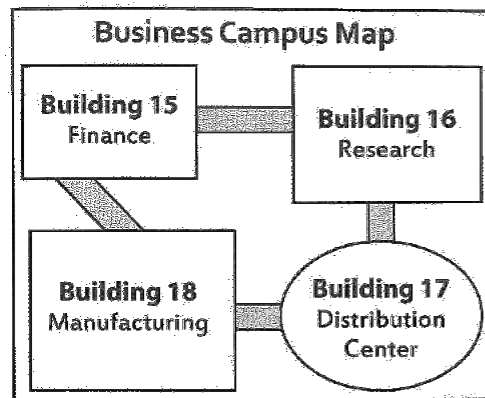 Business Campus Map
Building 15
Finance
Building 16
Research
Building 18
Manufacturing
Building 17
Distribution
Center